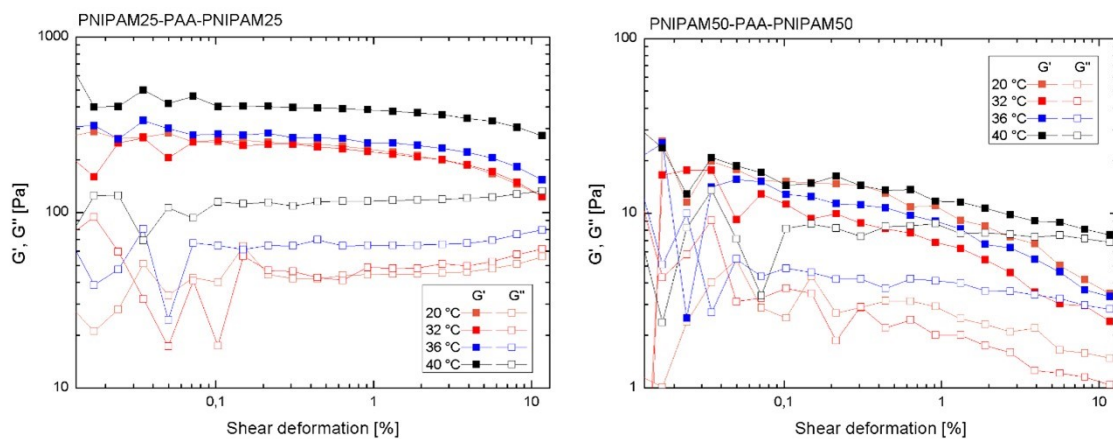 PNIPAM25-PAA-PNIPAM25
1000
100
10
G', G'' [Pa]
G' G''
20 °C
32 °C
36 °C
40 °C
0,1 1 10
Shear deformation [%]
PNIPAM50-PAA-PNIPAM50
100
10
1
G', G'' [Pa]
G' G''
20 °C
32 °C
36 °C
40 °C
0,1 1 10
Shear deformation [%]